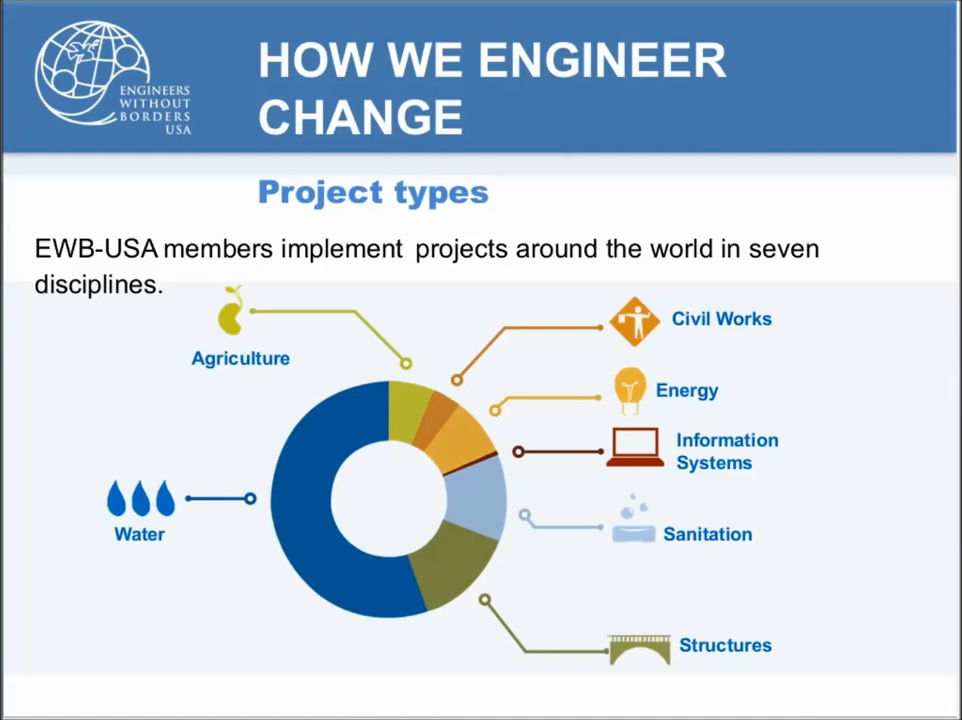 ENGINEERS
WITHOUT
BORDERS
USA
HOW WE ENGINEER
CHANGE
Project types
EWB-USA members implement projects around the world in seven
disciplines.
Agriculture
Civil Works
Energy
Information
Systems
Water
Sanitation
Structures